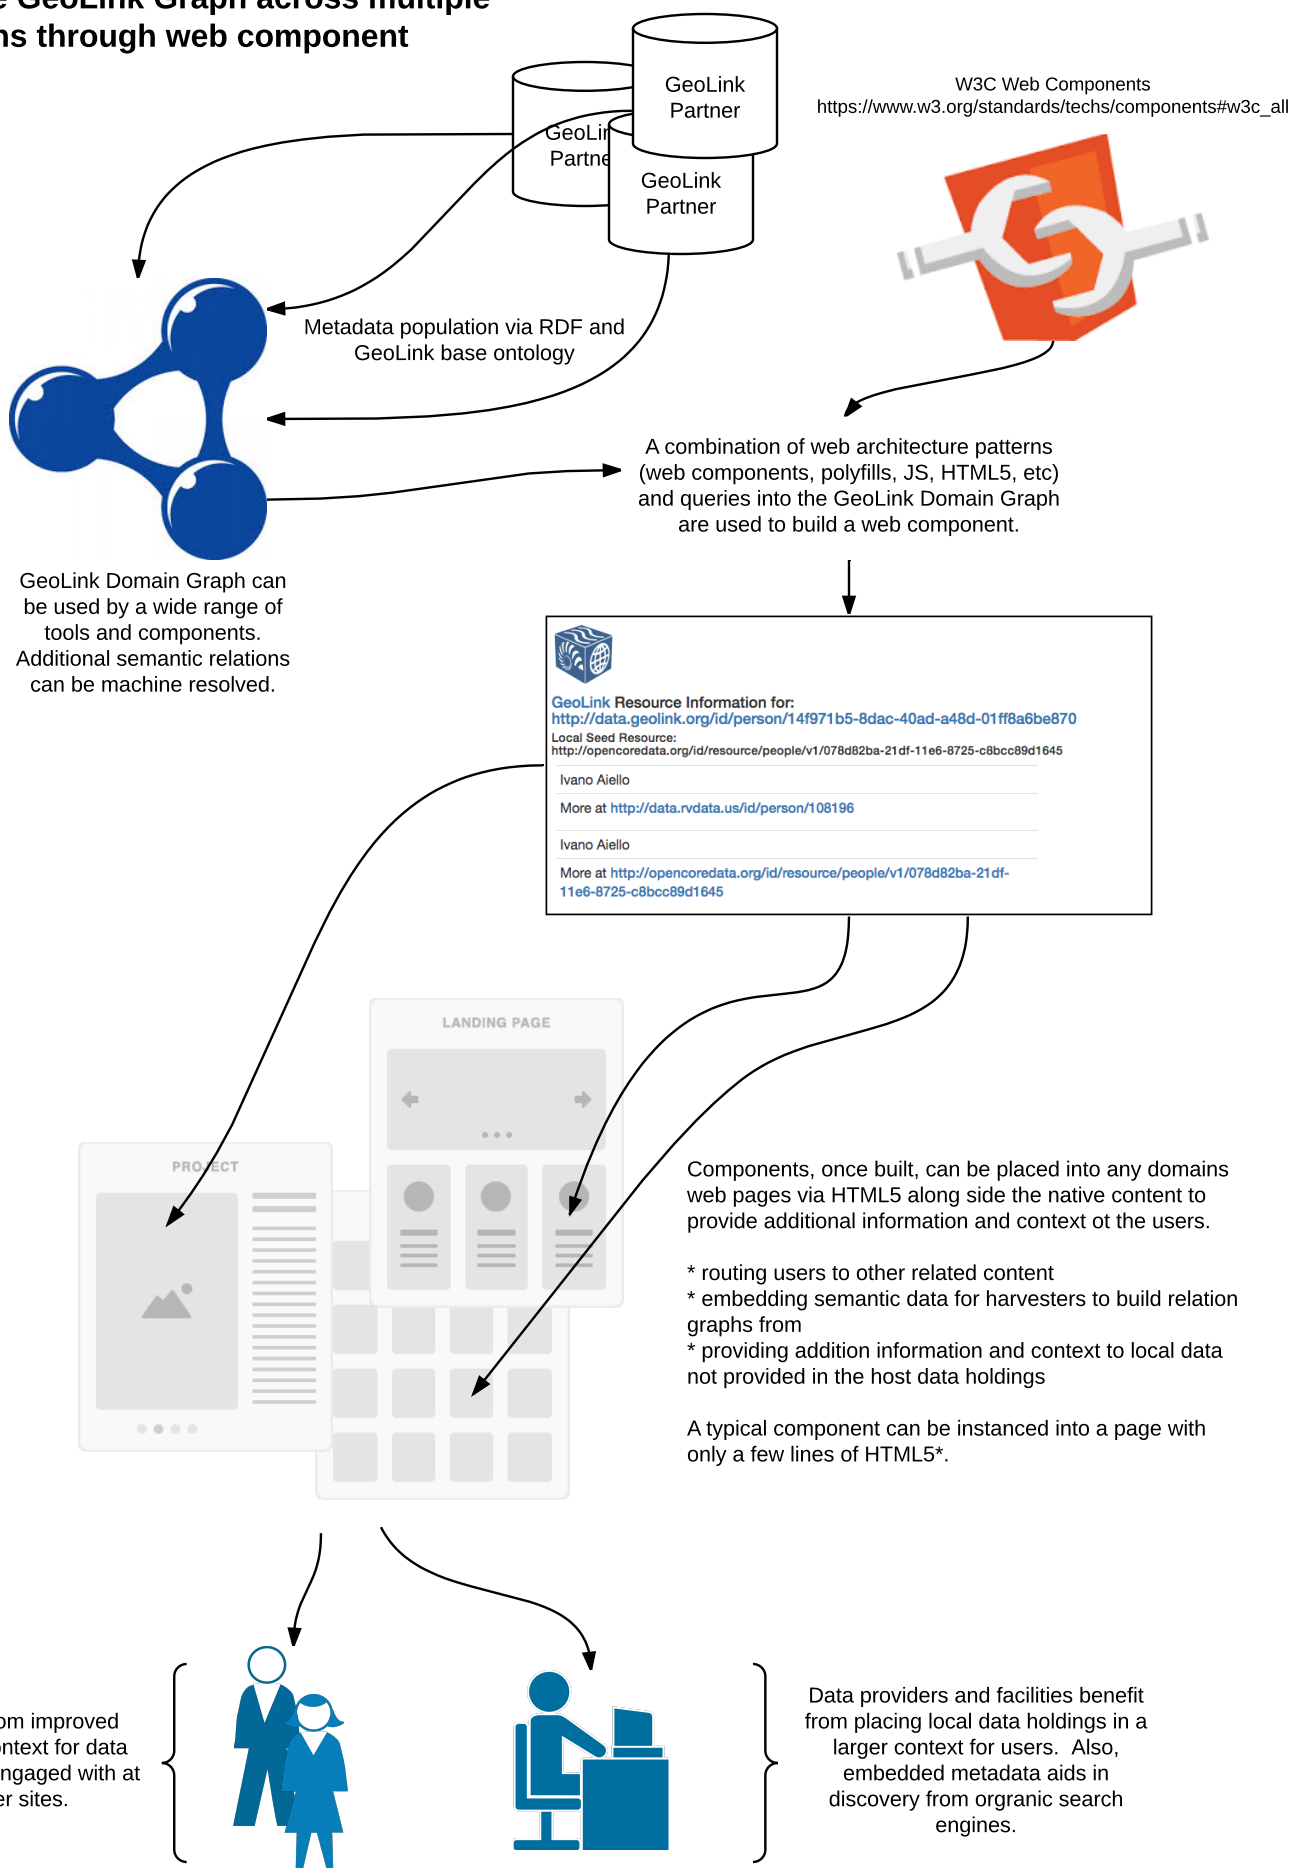 GeoLink Graph across multiple
through web component
GeoLink
Partner
GeoLink
Partner
W3C Web Components
https://www.w3.org/standards/techs/components#w3c_all
Metadata population via RDF and
GeoLink base ontology
A combination of web architecture patterns
(web components, polyfills, JS, HTML5, etc)
and queries into the GeoLink Domain Graph
are used to build a web component.
GeoLink Domain Graph can
be used by a wide range of
tools and components.
Additional semantic relations
can be machine resolved.
GeoLink Resource Information for:
http://data.geolink.org/id/person/14f971b5-8dac-40ad-a48d-01ff8a6be870
Local Seed Resource:
http://opencoredata.org/id/resource/people/v1/078d82ba-21df-11e6-8725-c8bcc89d1645
Ivano Aiello
More at http://data.rvdata.us/id/person/108196
Ivano Aiello
More at http://opencoredata.org/id/resource/people/v1/078d82ba-21df-
11e6-8725-c8bcc89d1645
LANDING PAGE
PROJECT
Components, once built, can be placed into any domains
web pages via HTML5 along side the native content to
provide additional information and context ot the users.
* routing users to other related content
* embedding semantic data for harvesters to build relation
graphs from
* providing addition information and context to local data
not provided in the host data holdings
A typical component can be instanced into a page with
only a few lines of HTML5*.
improved
for data
with at
sites.
Data providers and facilities benefit
from placing local data holdings in a
larger context for users. Also,
embedded metadata aids in
discovery from orgranic search
engines.